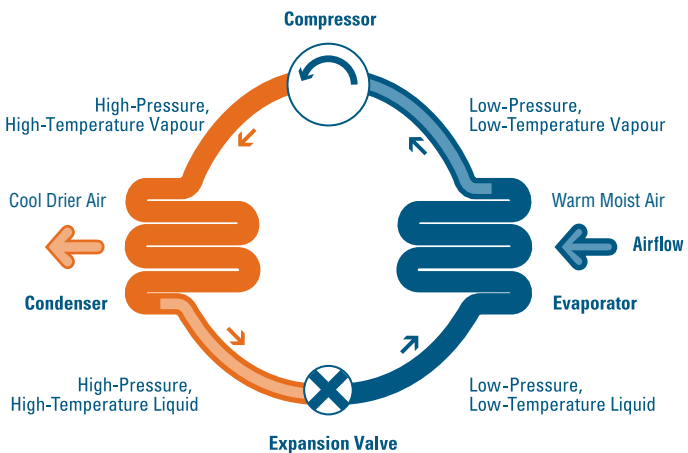 Compressor
High-Pressure,
High-Temperature Vapour
Low-Pressure,
Low-Temperature Vapour
Cool Drier Air
Warm Moist Air
Airflow
Condenser
Evaporator
High-Pressure,
High-Temperature Liquid
Low-Pressure,
Low-Temperature Liquid
Expansion Valve